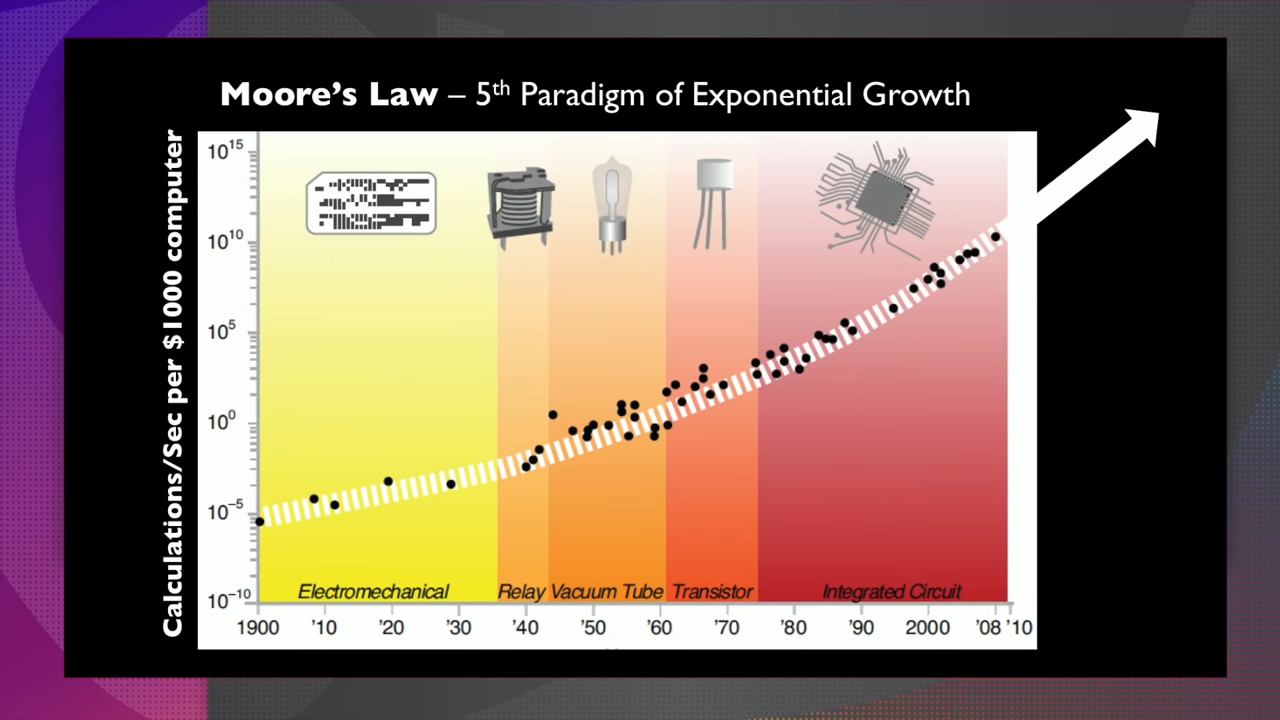 Moore's Law – 5th Paradigm of Exponential Growth
Calculations/Sec per $1000 computer
10^15
10^10
10^5
10^0
10^−5
10^−10
Electromechanical Relay Vacuum Tube Transistor Integrated Circuit
1900 '10 '20 '30 '40 '50 '60 '70 '80 '90 2000 '08 '10